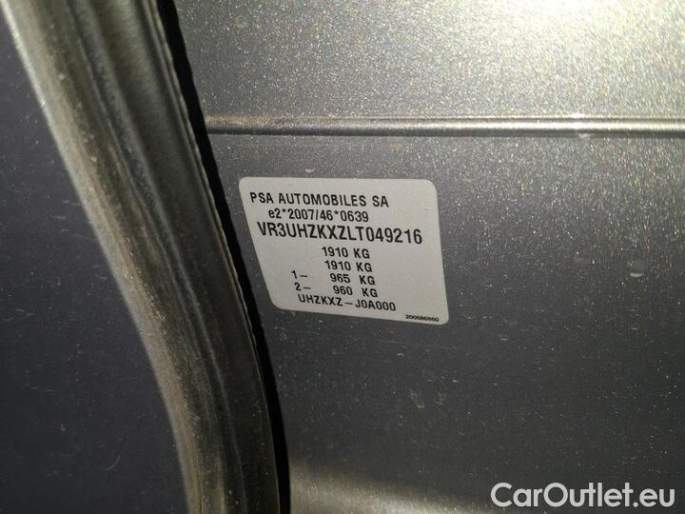 PSA AUTOMOBILES SA
e2*2007/46*0639
VR3UHZKXZLT049216
1910 KG
1910 KG
1- 965 KG
2- 960 KG
UHZKXZ-J0A000
CarOutlet.eu